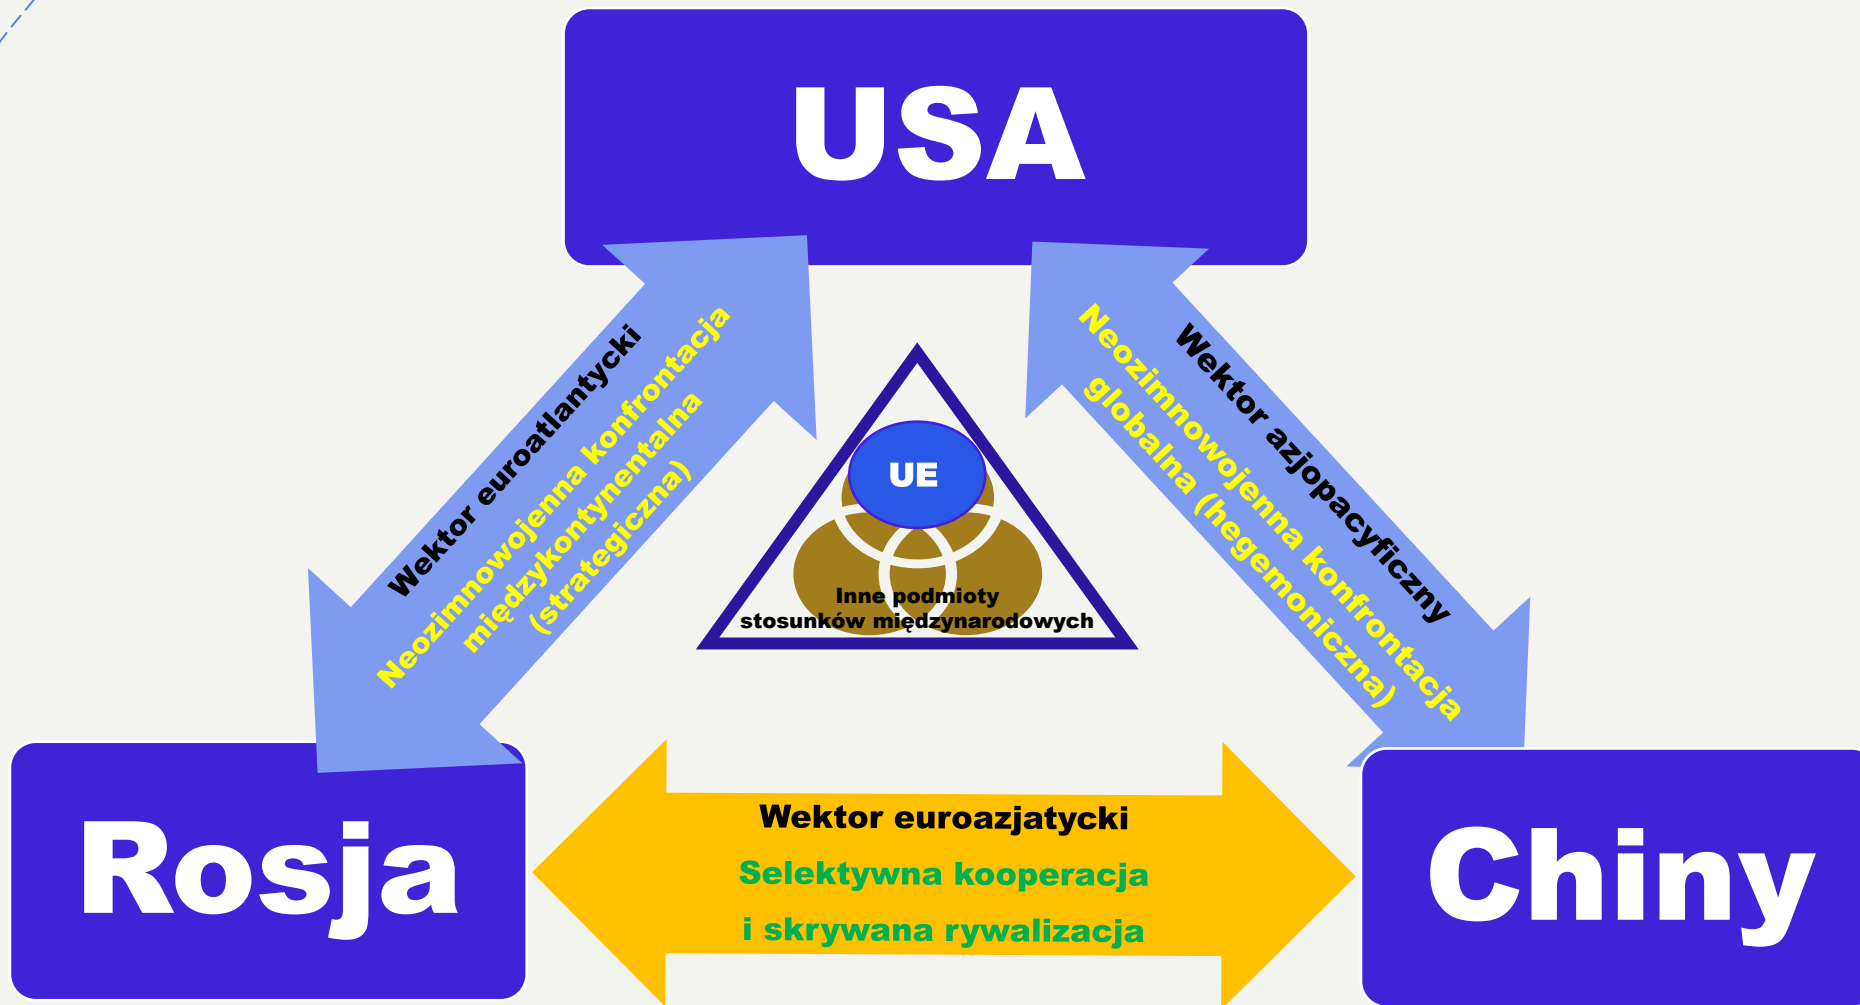 USA
Wektor euroatlantycki
Neozimnowojenna konfrontacja
międzykontynentalna
(strategiczna)
Wektor azjopacyficzny
Neozimnowojenna konfrontacja
globalna (hegemoniczna)
UE
Inne podmioty
stosunków międzynarodowych
Rosja
Wektor euroazjatycki
Selektywna kooperacja
i skrywana rywalizacja
Chiny